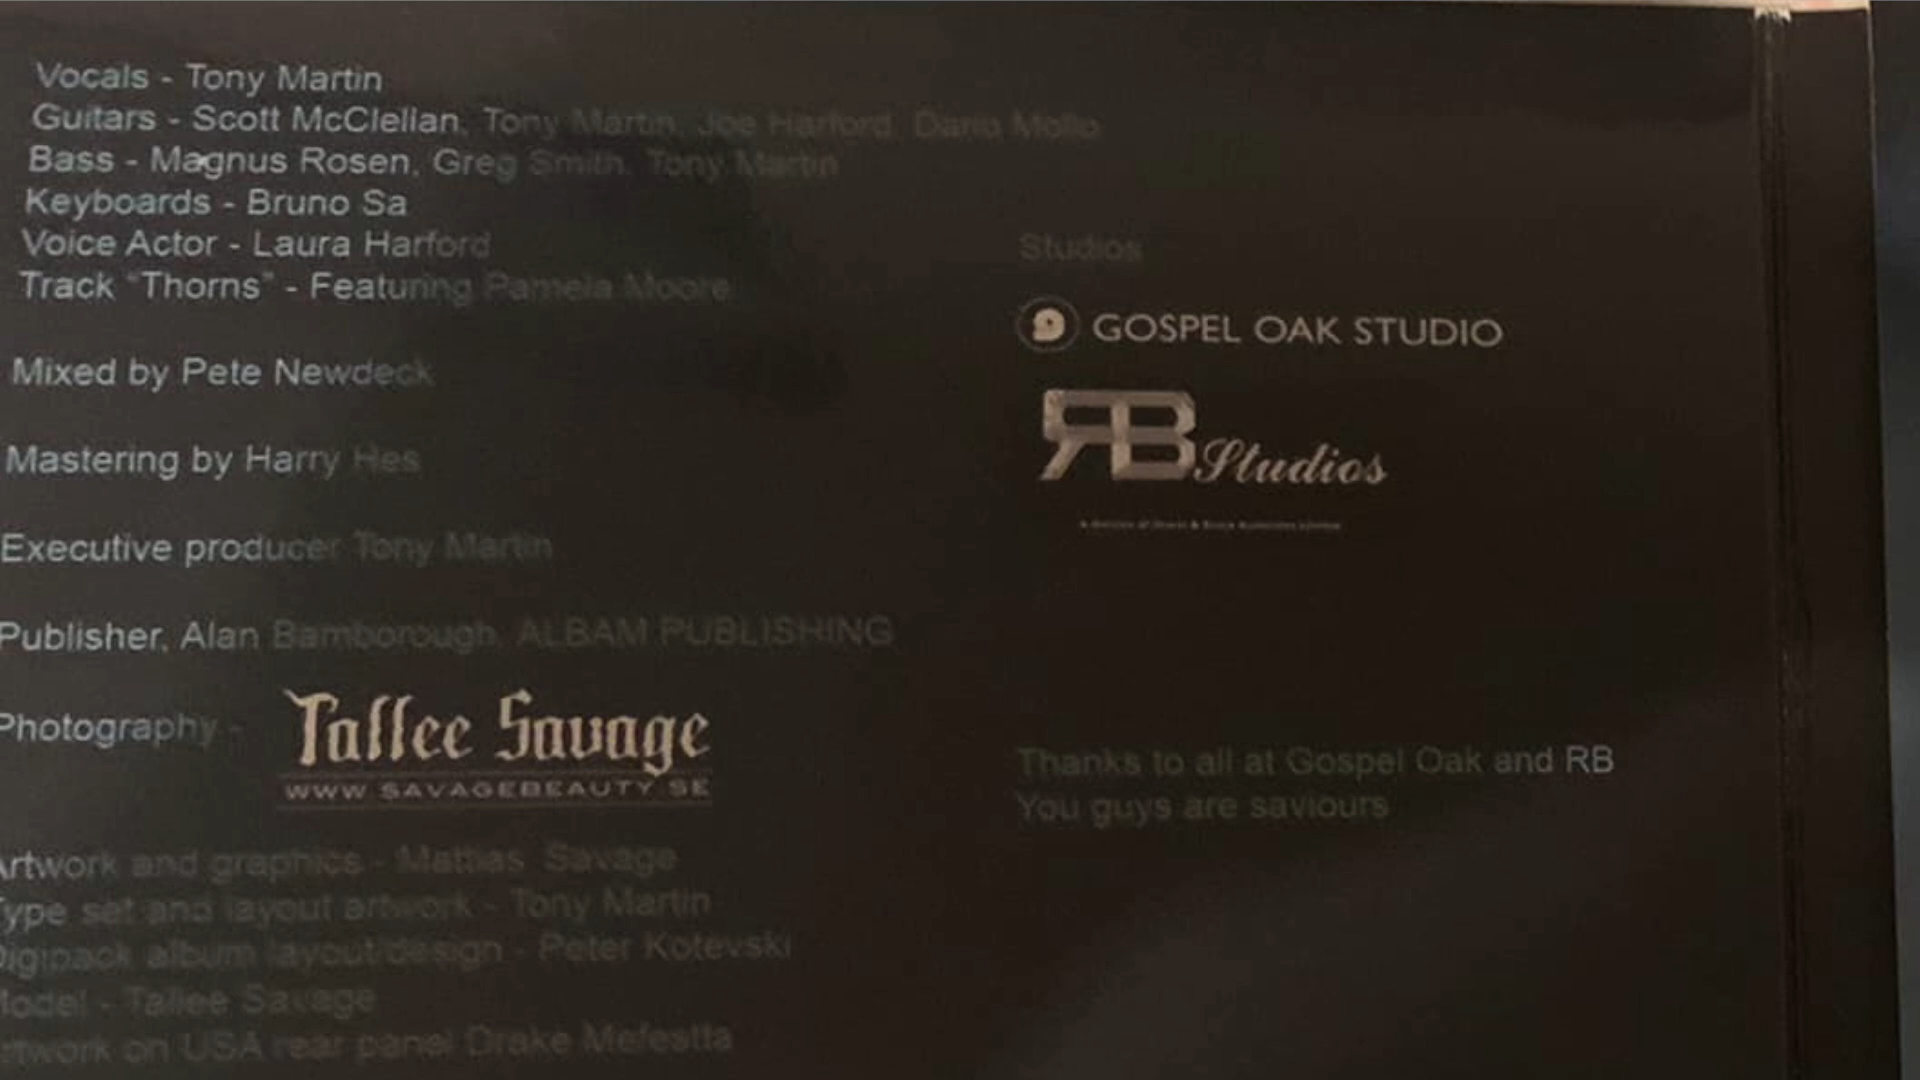 Vocals - Tony Martin
Guitars - Scott McClellan, Tony Martin, Joe Harford, Dario Mollo
Bass - Magnus Rosen, Greg Smith, Tony Martin
Keyboards - Bruno Sa
Voice Actor - Laura Harford
Track "Thorns" - Featuring Pamela Moore
Mixed by Pete Newdeck
Mastering by Harry Hes
Executive producer Tony Martin
Publisher, Alan Bamborough, ALBAM PUBLISHING
Photography -
Tallee Savage
WWW SAVAGEBEAUTY SE
Artwork and graphics - Mattias Savage
Type set and layout artwork - Tony Martin
Digipack album layout/design - Peter Kotevski
Model - Tallee Savage
Artwork on USA rear panel Drake Mefestta
Studios
GOSPEL OAK STUDIO
RB Studios
Thanks to all at Gospel Oak and RB
You guys are saviours